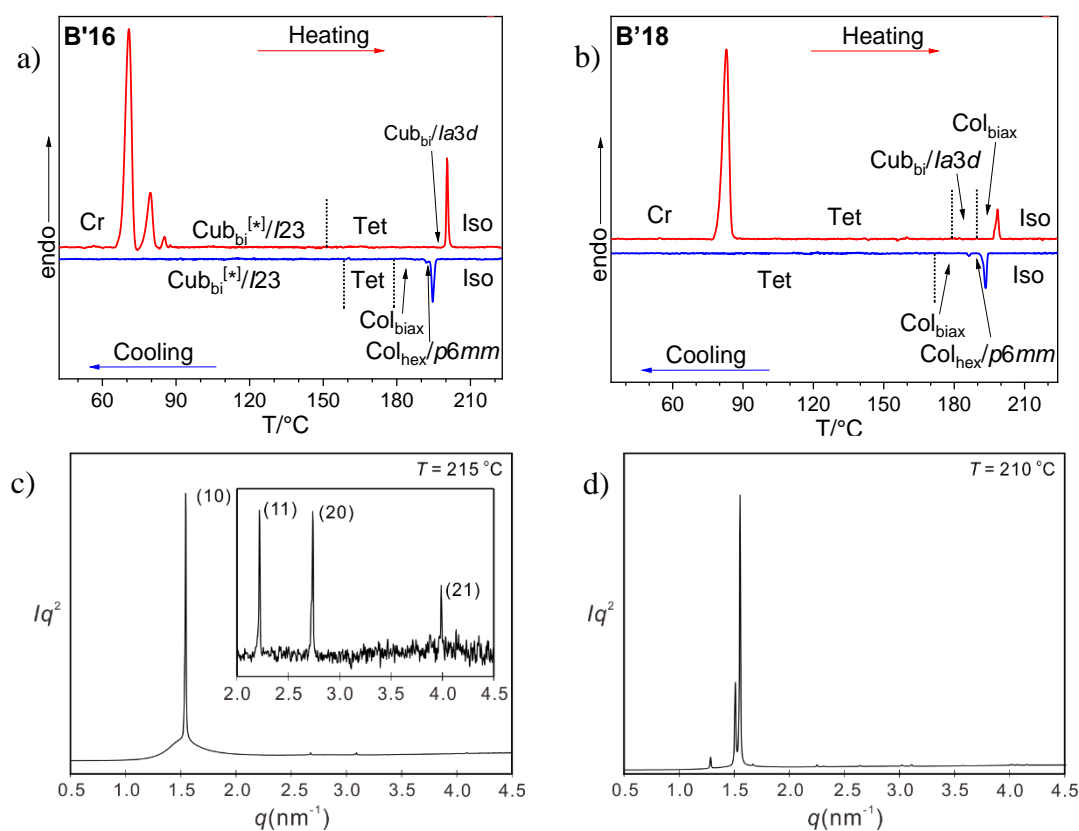 a)
B'16
Heating
endo
Cub_bi/Ia3d
Cr
Cub_bi^[*]/I23
Tet
Iso
Cub_bi^[*]/I23
Tet
Iso
Col_biax
Col_hex/p6mm
Cooling
60 90 120 150 180 210
T/°C
b)
B’18
Heating
endo
Col_biax
Cub_bi/Ia3d
Cr
Tet
Iso
Tet
Iso
Col_biax
Col_hex/p6mm
Cooling
60 90 120 150 180 210
T/°C
c)
T = 215 °C
(10)
(11)
(20)
(21)
2.0 2.5 3.0 3.5 4.0 4.5
Iq²
0.5 1.0 1.5 2.0 2.5 3.0 3.5 4.0 4.5
q(nm⁻¹)
d)
T = 210 °C
Iq²
0.5 1.0 1.5 2.0 2.5 3.0 3.5 4.0 4.5
q(nm⁻¹)